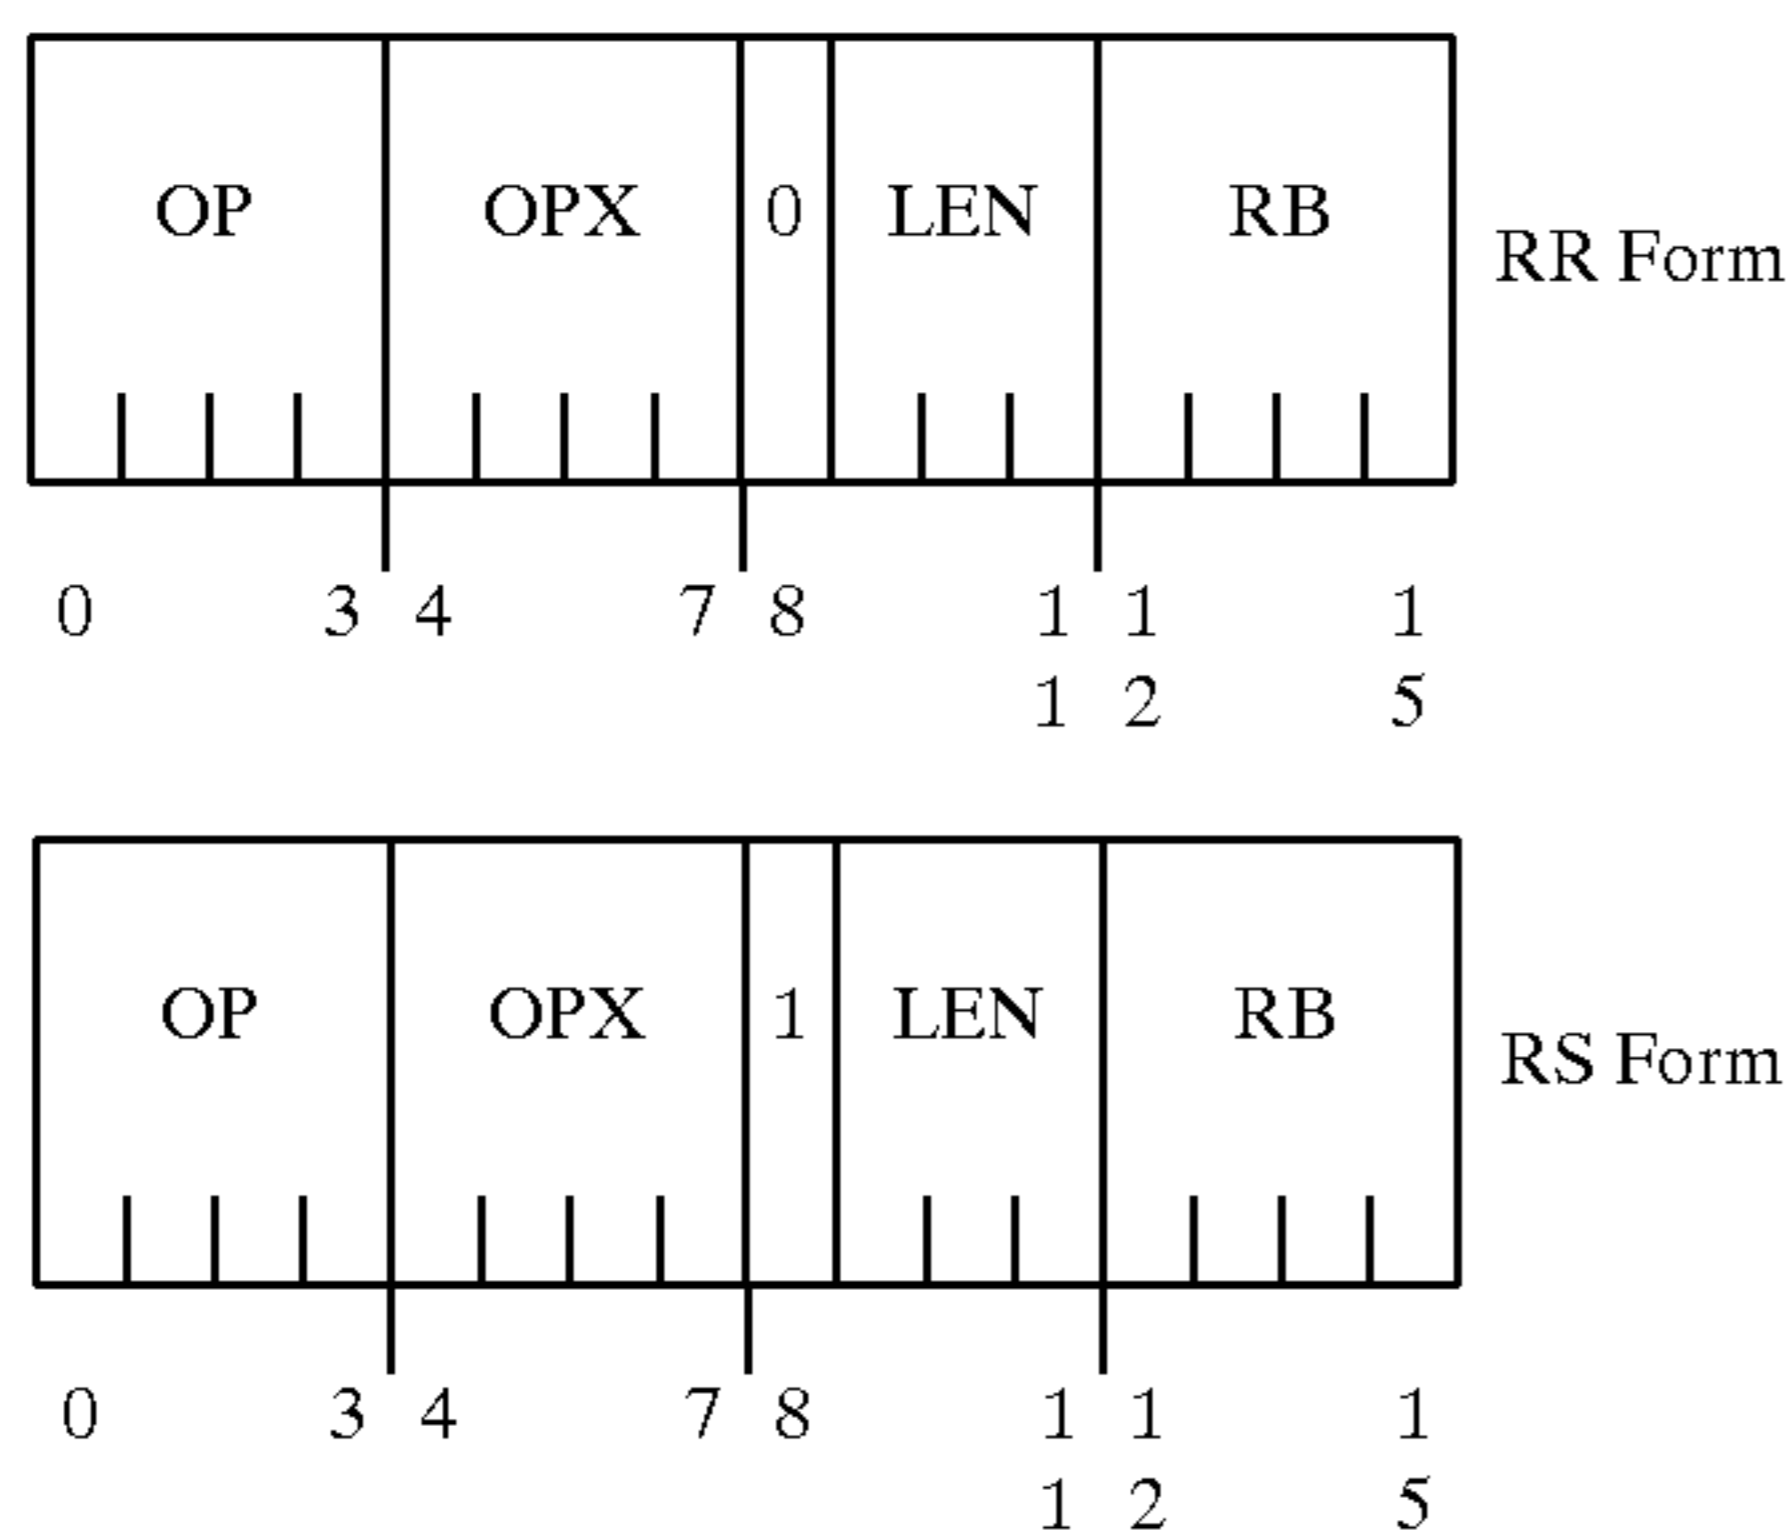 OP OPX 0 LEN RB
RR Form
0 3 4 7 8 1 1 1
1 2 5
OP OPX 1 LEN RB
RS Form
0 3 4 7 8 1 1 1
1 2 5